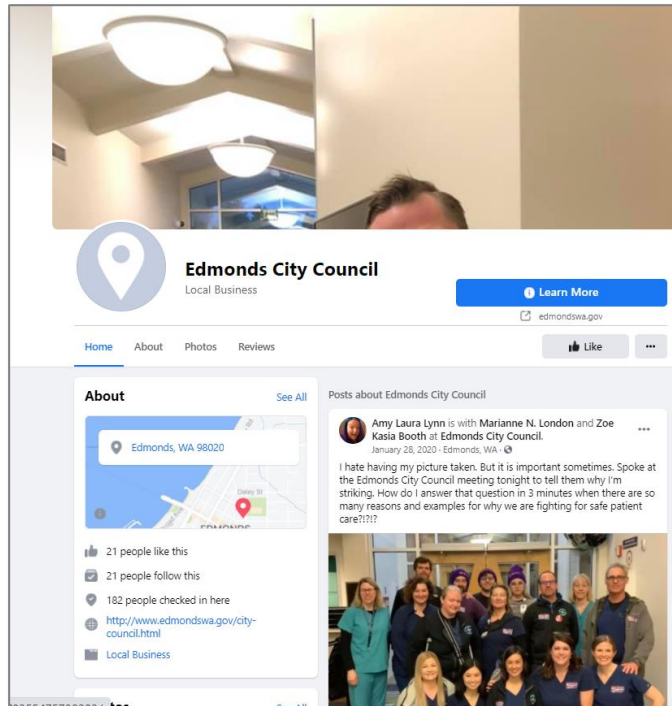 Edmonds City Council
Local Business
Learn More
edmondswa.gov
Home About Photos Reviews
Like
About
See All
Edmonds, WA 98020
Daley St
EDMONDS
21 people like this
21 people follow this
182 people checked in here
http://www.edmondswa.gov/city-
council.html
Local Business
Posts about Edmonds City Council
Amy Laura Lynn is with Marianne N. London and Zoe
Kasia Booth at Edmonds City Council.
January 28, 2020 · Edmonds, WA ·
I hate having my picture taken. But it is important sometimes. Spoke at
the Edmonds City Council meeting tonight to tell them why I'm
striking. How do I answer that question in 3 minutes when there are so
many reasons and examples for why we are fighting for safe patient
care?!?!?